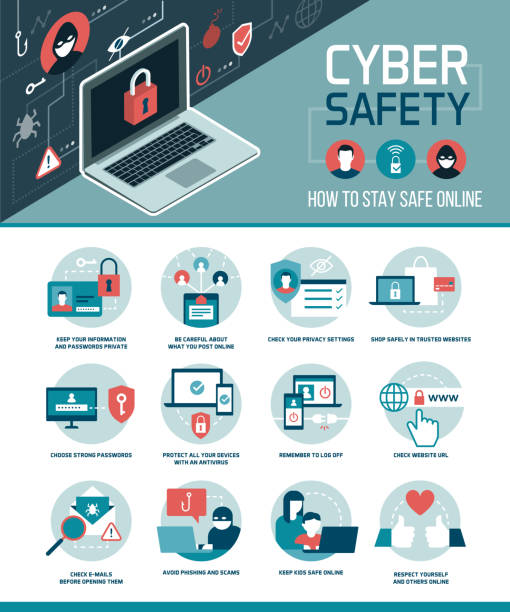 CYBER
SAFETY
HOW TO STAY SAFE ONLINE
KEEP YOUR INFORMATION
AND PASSWORDS PRIVATE
BE CAREFUL ABOUT
WHAT YOU POST ONLINE
CHECK YOUR PRIVACY SETTINGS
SHOP SAFELY IN TRUSTED WEBSITES
CHOOSE STRONG PASSWORDS
PROTECT ALL YOUR DEVICES
WITH AN ANTIVIRUS
REMEMBER TO LOG OFF
WWW
CHECK WEBSITE URL
CHECK E-MAILS
BEFORE OPENING THEM
AVOID PHISHING AND SCAMS
KEEP KIDS SAFE ONLINE
RESPECT YOURSELF
AND OTHERS ONLINE